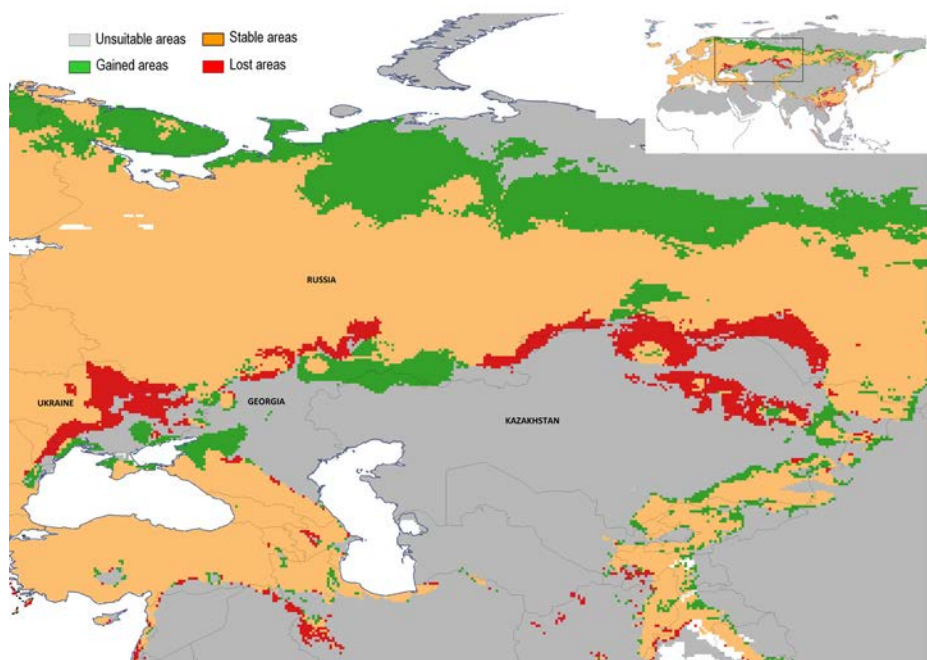 Unsuitable areas
Stable areas
Gained areas
Lost areas
RUSSIA
UKRAINE
GEORGIA
KAZAKHSTAN